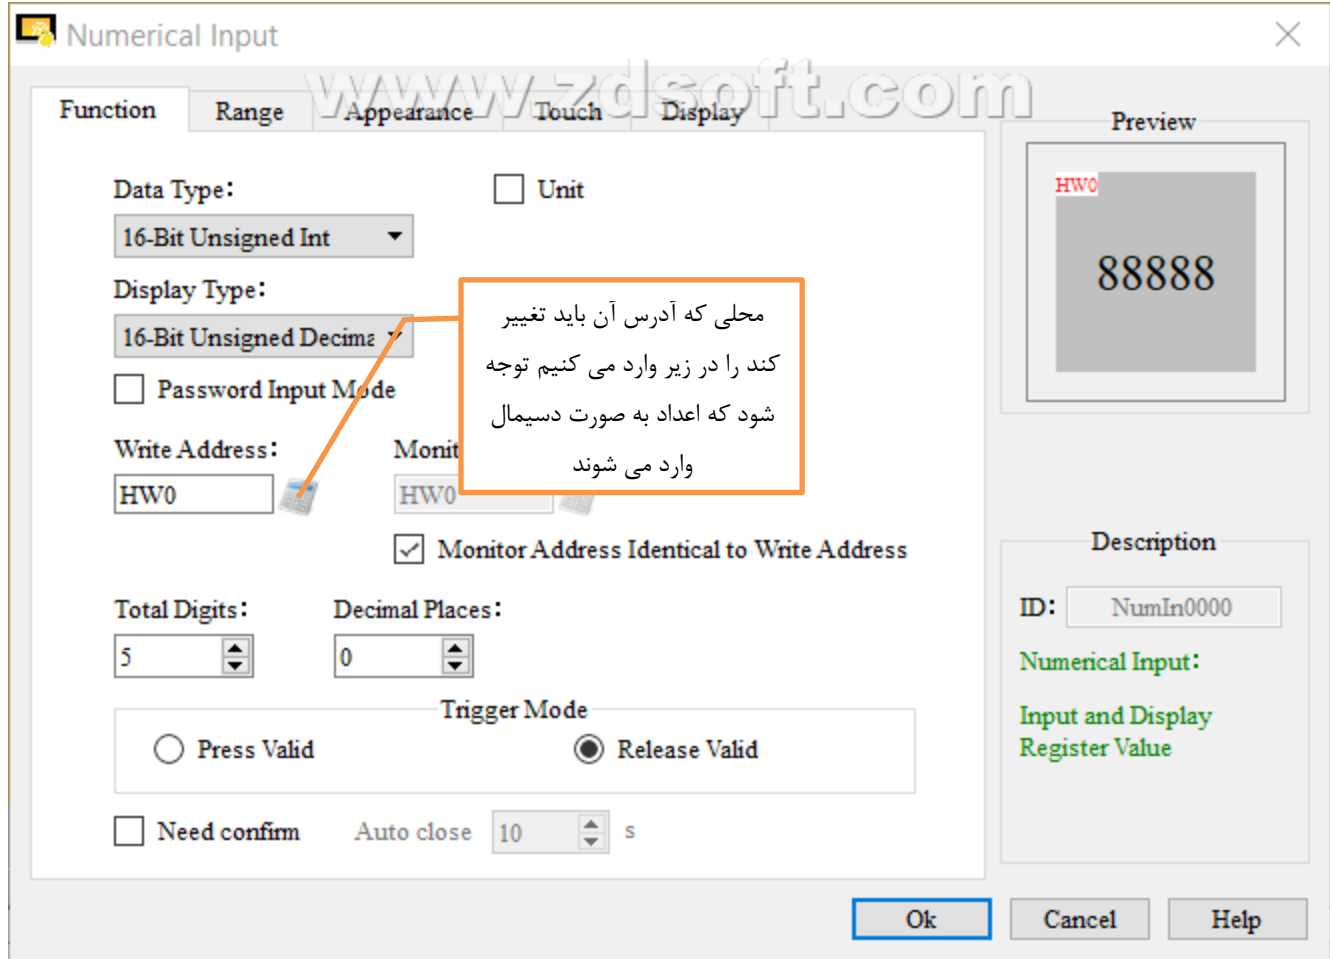 Numerical Input
www.zdsoft.com
Function Range Appearance Touch Display
Preview
HW0
88888
Data Type:
Unit
16-Bit Unsigned Int
Display Type:
16-Bit Unsigned Decima
محلی که آدرس آن باید تغییر
کند را در زیر وارد می کنیم توجه
شود که اعداد به صورت دسیمال
وارد می شوند
Password Input Mode
Write Address: Monit
HW0 HW0
Monitor Address Identical to Write Address
Total Digits: Decimal Places:
5 0
Trigger Mode
Press Valid Release Valid
Need confirm Auto close 10 s
Description
ID: NumIn0000
Numerical Input:
Input and Display
Register Value
Ok Cancel Help